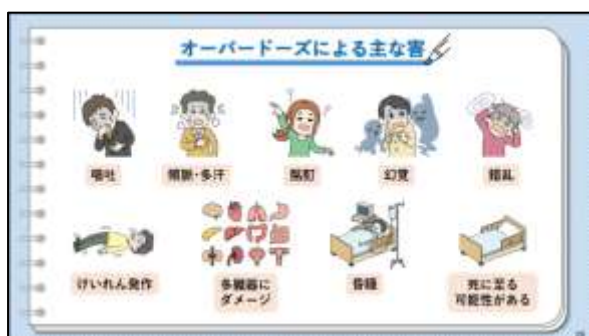 オーバードーズによる主な害
嘔吐
頻脈・多汗
酩酊
幻覚
錯乱
けいれん発作
多臓器に
ダメージ
昏睡
死に至る
可能性がある